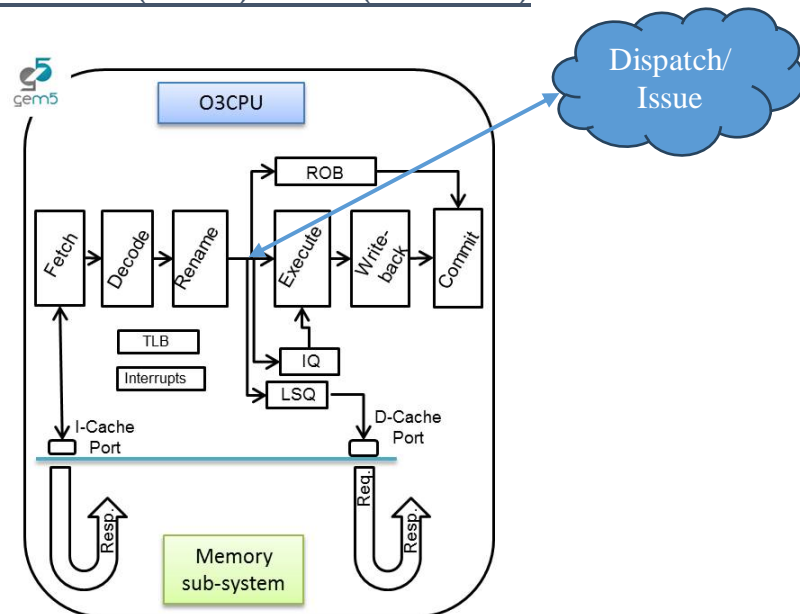 Dispatch/
Issue
gem5
O3CPU
ROB
Fetch
Decode
Rename
Execute
Write-
back
Commit
TLB
IQ
Interrupts
LSQ
I-Cache
Port
D-Cache
Port
Resp.
Req.
Resp.
Memory
sub-system